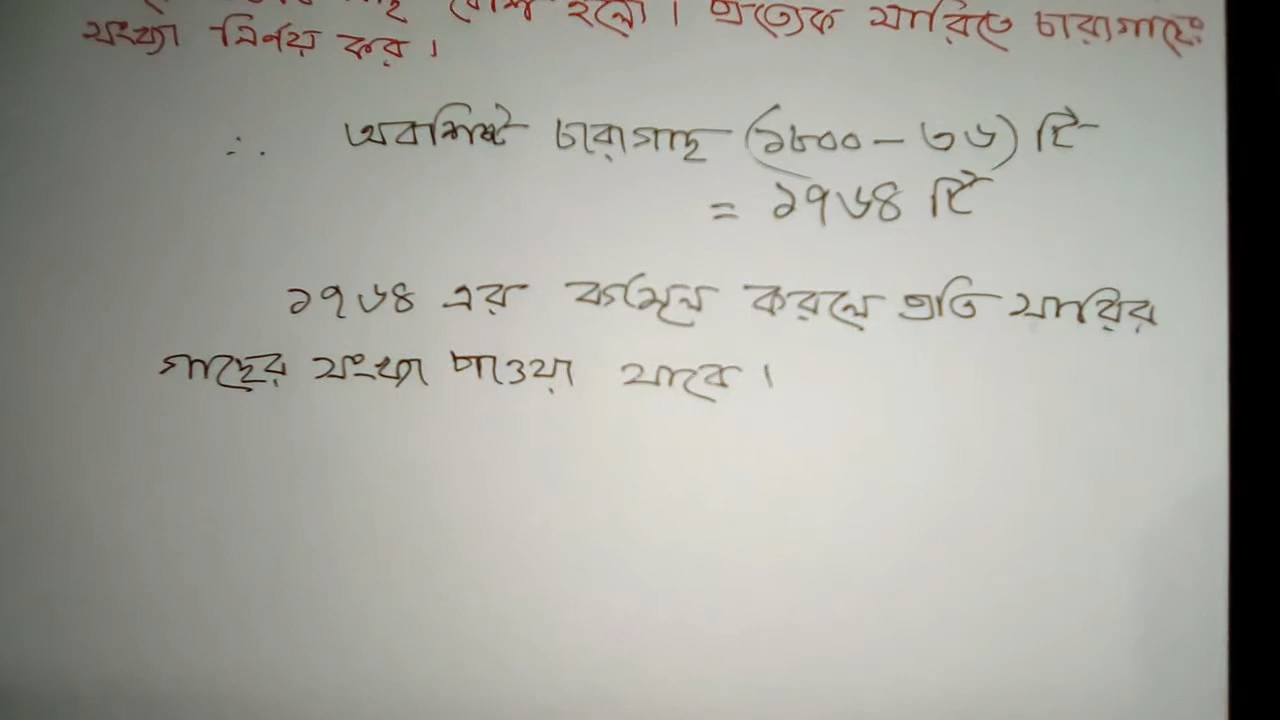 বেশি হলো। প্রত্যেক সারিতে চারাগাছের
সংখ্যা নির্ণয় কর।
∴ অবশিষ্ট চারাগাছ (১৮০০ - ৩৬) টি
= ১৭৬৪ টি
১৭৬৪ এর বর্গমূল করলে প্রতি সারির
গাছের সংখ্যা পাওয়া যাবে।